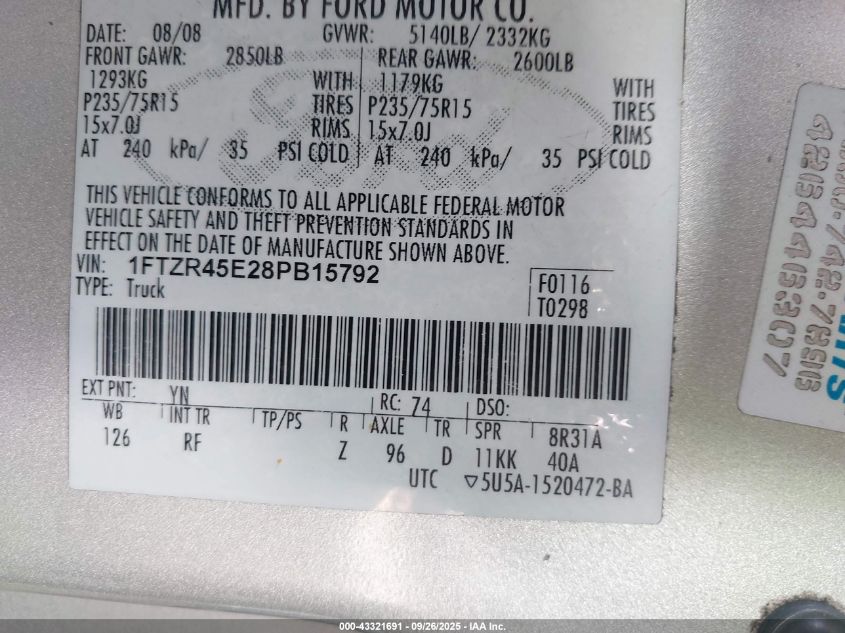 MFD. BY FORD MOTOR CO.
DATE: 08/08 GVWR: 5140LB/ 2332KG
FRONT GAWR: 2850LB REAR GAWR: 2600LB
1293KG WITH 1179KG WITH
P235/75R15 TIRES P235/75R15 TIRES
15x7.0J RIMS 15x7.0J RIMS
AT 240 kPa/ 35 PSI COLD AT 240 kPa/ 35 PSI COLD
THIS VEHICLE CONFORMS TO ALL APPLICABLE FEDERAL MOTOR
VEHICLE SAFETY AND THEFT PREVENTION STANDARDS IN
EFFECT ON THE DATE OF MANUFACTURE SHOWN ABOVE.
VIN: 1FTZR45E28PB15792
TYPE: Truck
F0116
T0298
EXT PNT: YN RC: 74 DSO:
WB INT TR TP/PS R AXLE TR SPR 8R31A
126 RF Z 96 D 11KK 40A
UTC ▽5U5A-1520472-BA
000-43321691 - 09/26/2025 - IAA Inc.